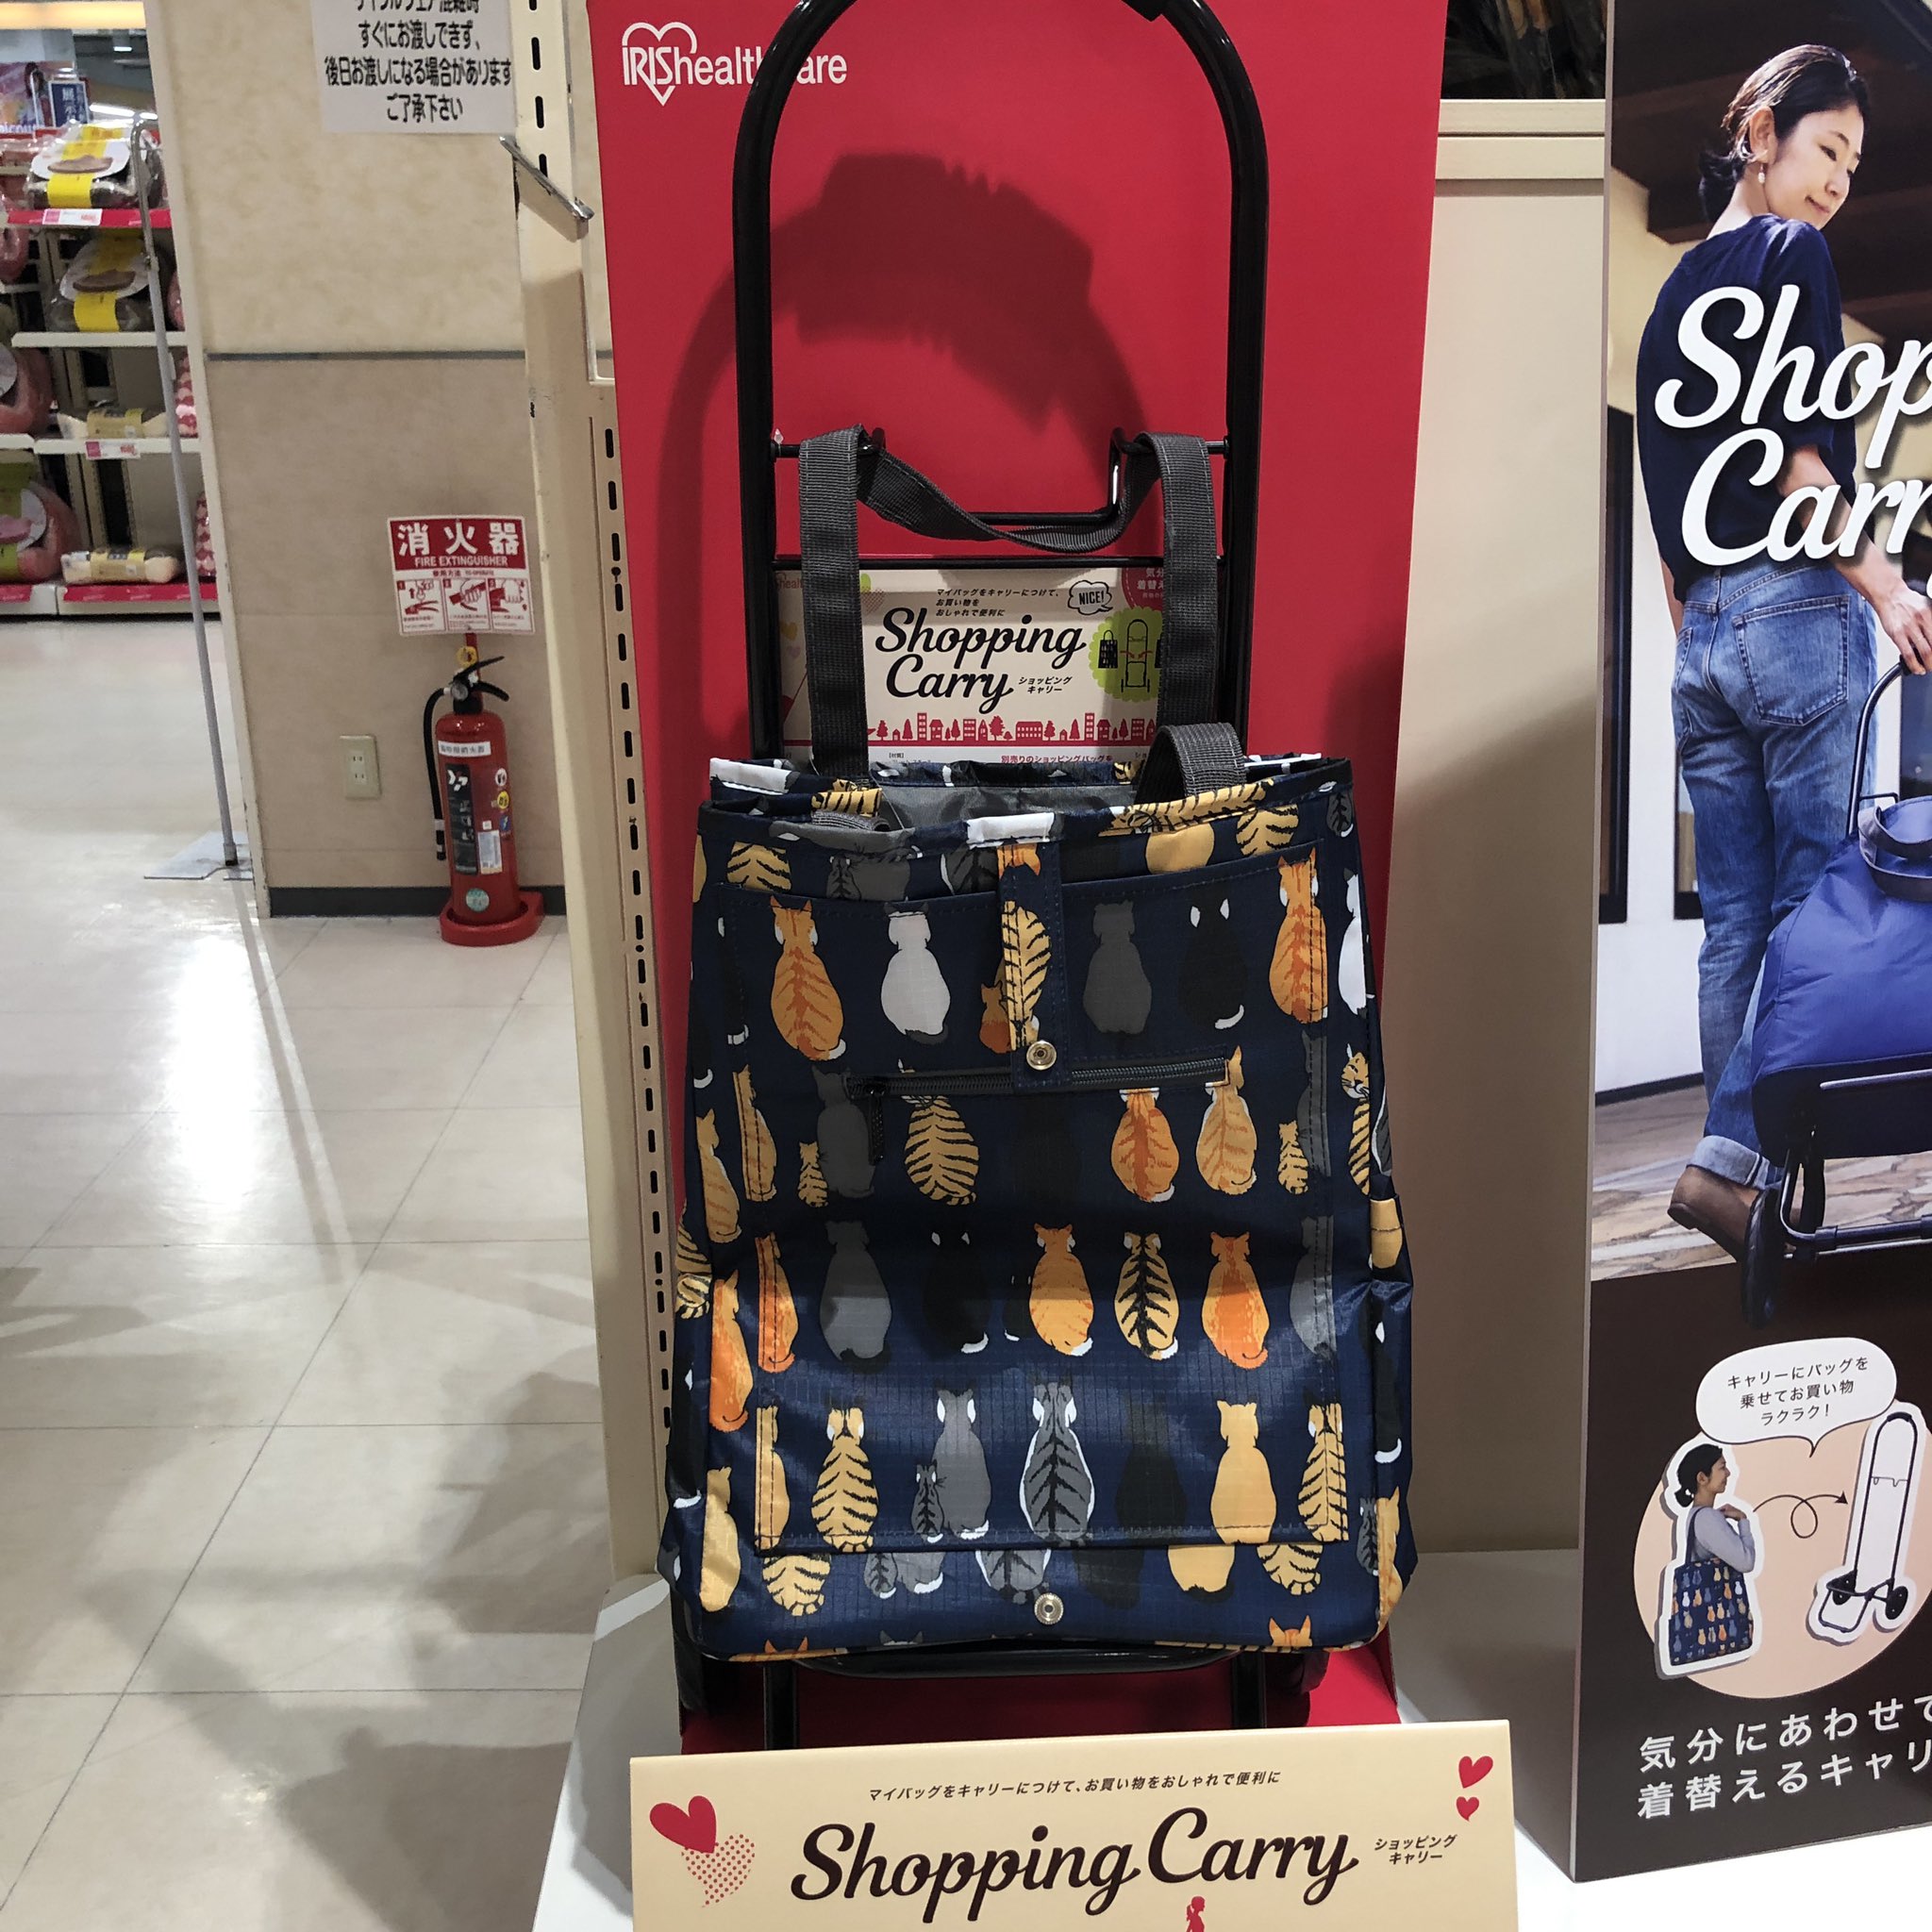 すぐにお渡しできず、
後日お渡しになる場合があります
ご了承下さい
IRIShealthcare
消火器
FIRE EXTINGUISHER
マイバッグをキャリーにつけて、
お買い物を
おしゃれで便利に
NICE!
Shopping
Carry
ショッピング
キャリー
Shop
Carr
キャリーにバッグを
乗せてお買い物
ラクラク!
気分にあわせて
着替えるキャリ
マイバッグをキャリーにつけて、お買い物をおしゃれで便利に
Shopping Carry
ショッピング
キャリー